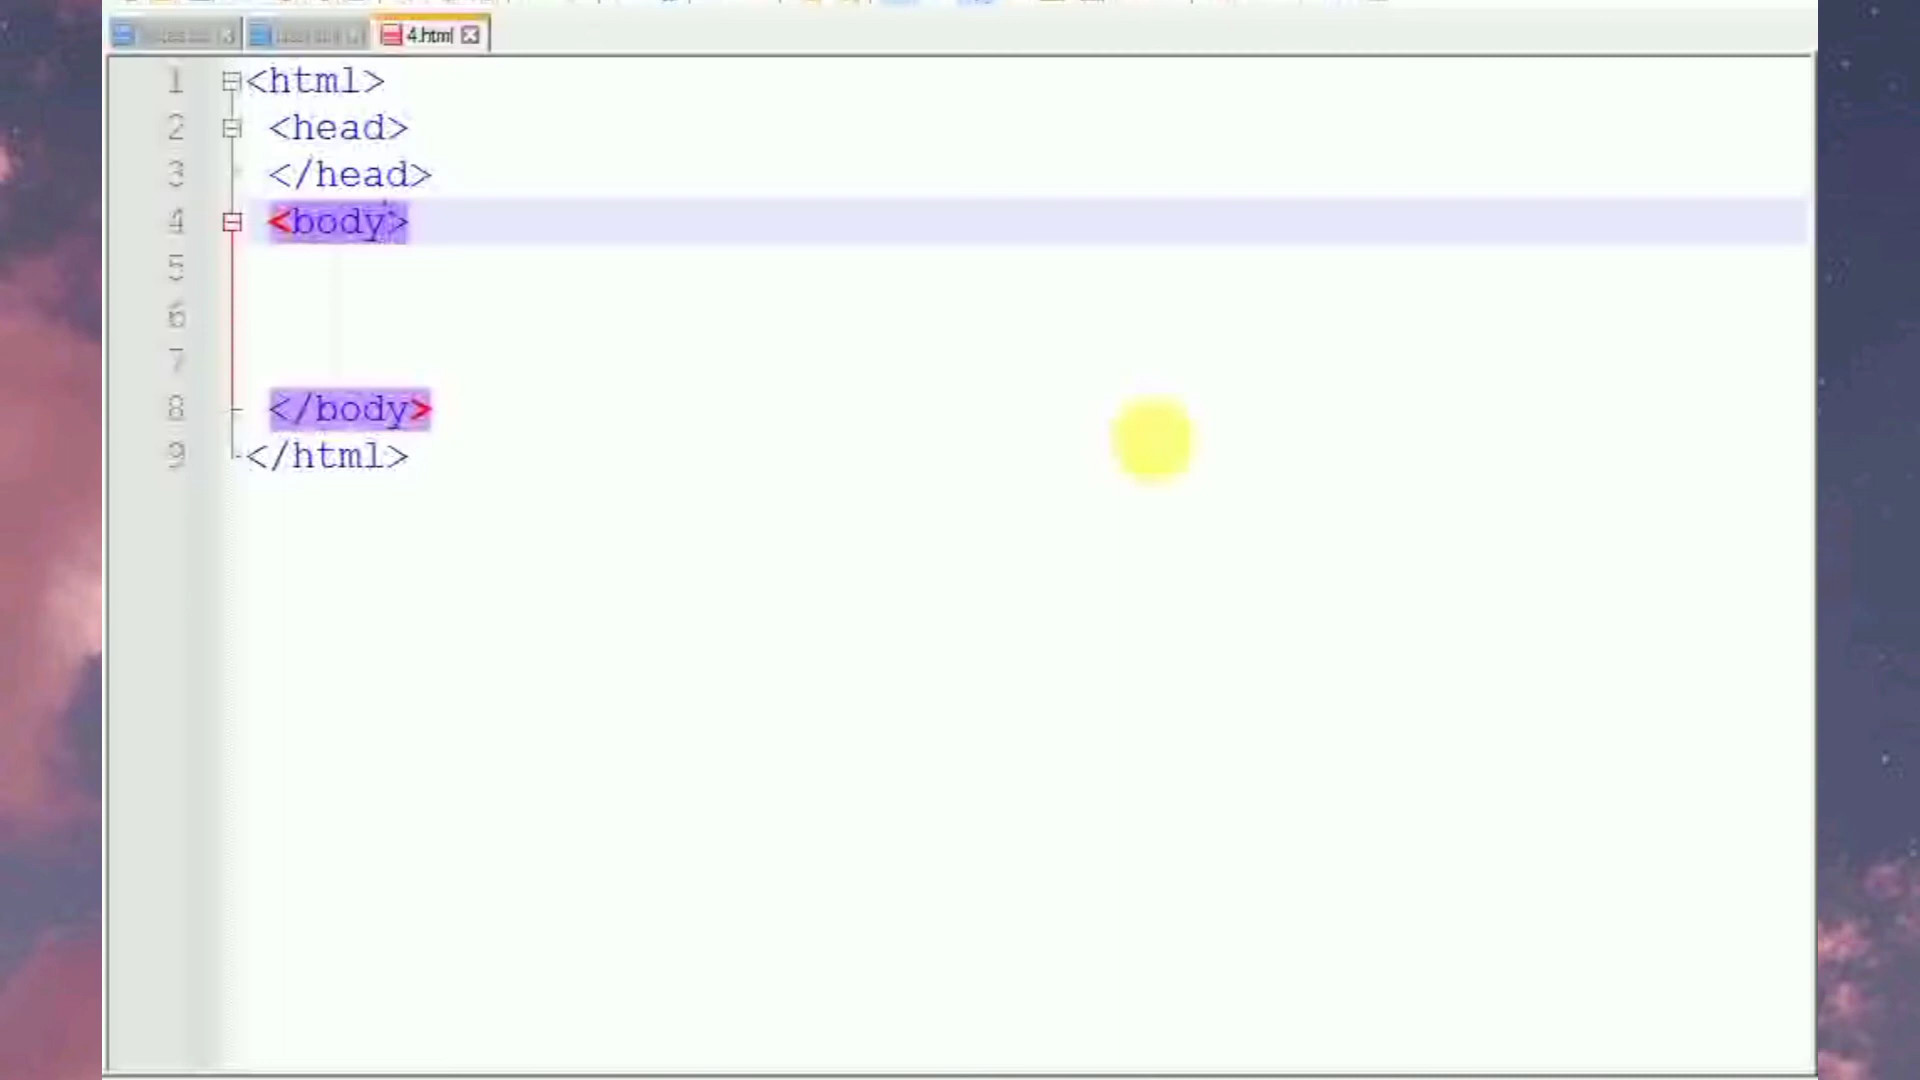 4.html
1 <html>
2 <head>
3 </head>
4 <body>
5
6
7
8 </body>
9 </html>